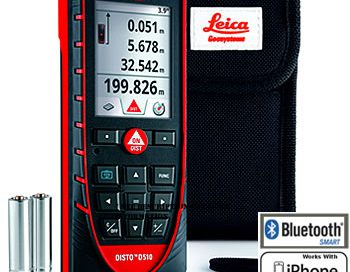 3.9°
0.051 m
5.678 m
32.542 m
199.826 m
DIST
ON
DIST
FUNC
C
OFF
DISTO™ D510
Leica
Geosystems
Bluetooth®
SMART
Works With
iPhone